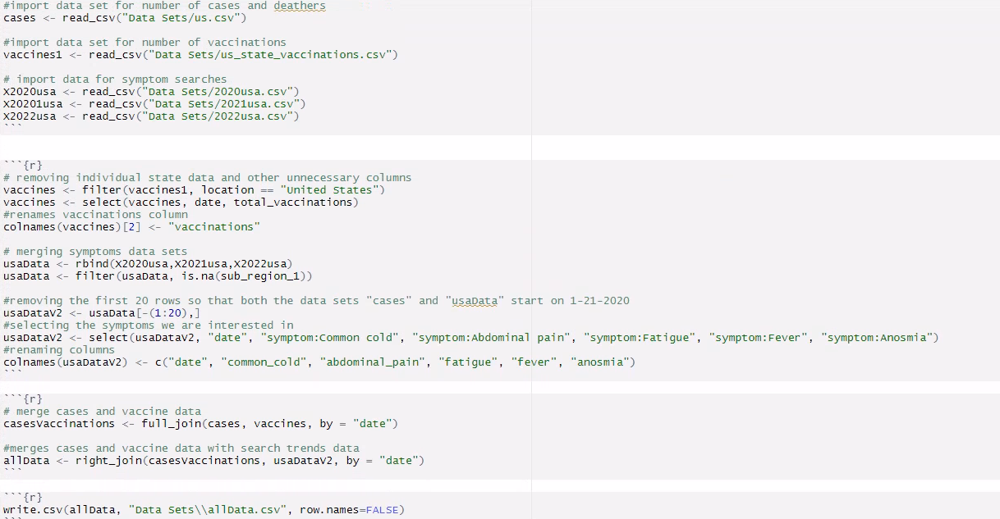 #import data set for number of cases and deathers
cases <- read_csv("Data Sets/us.csv")
#import data set for number of vaccinations
vaccines1 <- read_csv("Data Sets/us_state_vaccinations.csv")
# import data for symptom searches
X2020usa <- read_csv("Data Sets/2020usa.csv")
X20201usa <- read_csv("Data Sets/2021usa.csv")
X2022usa <- read_csv("Data Sets/2022usa.csv")
```
```{r}
# removing individual state data and other unnecessary columns
vaccines <- filter(vaccines1, location == "United States")
vaccines <- select(vaccines, date, total_vaccinations)
#renames vaccinations column
colnames(vaccines)[2] <- "vaccinations"
# merging symptoms data sets
usaData <- rbind(X2020usa,X2021usa,X2022usa)
usaData <- filter(usaData, is.na(sub_region_1))
#removing the first 20 rows so that both the data sets "cases" and "usaData" start on 1-21-2020
usaDataV2 <- usaData[-(1:20),]
#selecting the symptoms we are interested in
usaDataV2 <- select(usaDataV2, "date", "symptom:Common cold", "symptom:Abdominal pain", "symptom:Fatigue", "symptom:Fever", "symptom:Anosmia")
#renaming columns
colnames(usaDataV2) <- c("date", "common_cold", "abdominal_pain", "fatigue", "fever", "anosmia")
```
```{r}
# merge cases and vaccine data
casesVaccinations <- full_join(cases, vaccines, by = "date")
#merges cases and vaccine data with search trends data
allData <- right_join(casesVaccinations, usaDataV2, by = "date")
```
```{r}
write.csv(allData, "Data Sets\\allData.csv", row.names=FALSE)
```